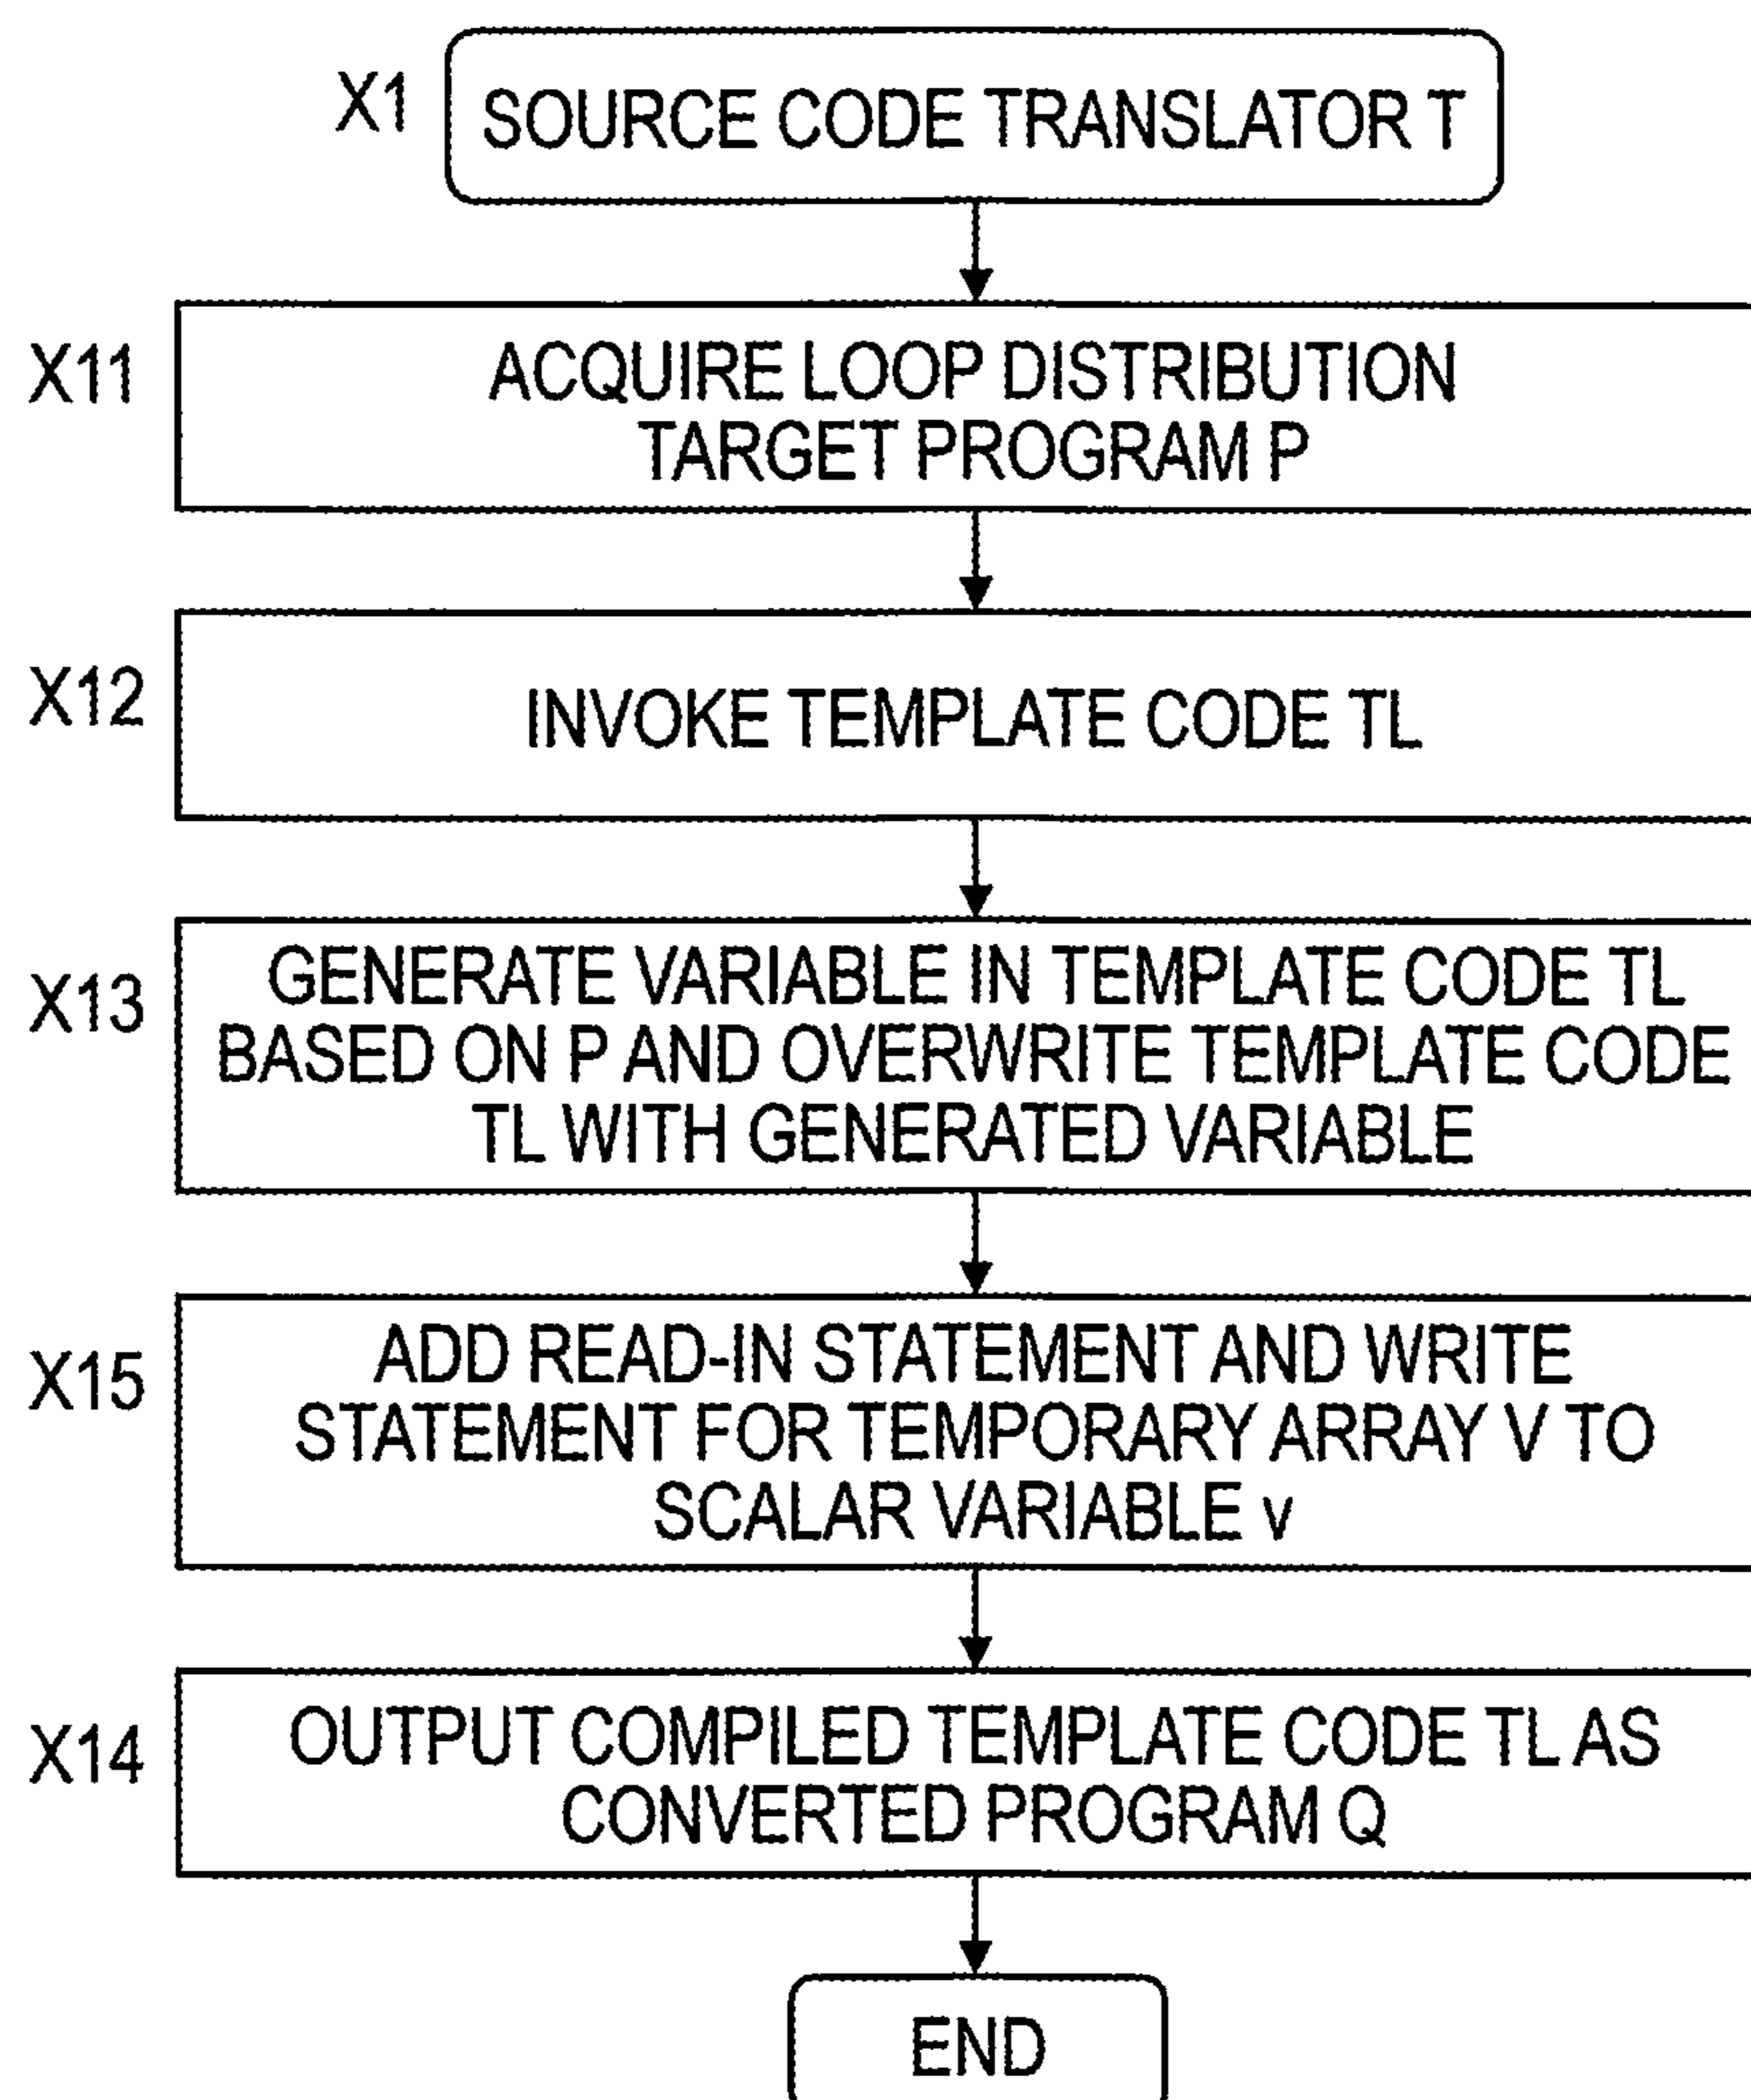 X1
SOURCE CODE TRANSLATOR T
X11
ACQUIRE LOOP DISTRIBUTION
TARGET PROGRAM P
X12
INVOKE TEMPLATE CODE TL
X13
GENERATE VARIABLE IN TEMPLATE CODE TL
BASED ON P AND OVERWRITE TEMPLATE CODE
TL WITH GENERATED VARIABLE
X15
ADD READ-IN STATEMENT AND WRITE
STATEMENT FOR TEMPORARY ARRAY V TO
SCALAR VARIABLE v
X14
OUTPUT COMPILED TEMPLATE CODE TL AS
CONVERTED PROGRAM Q
END